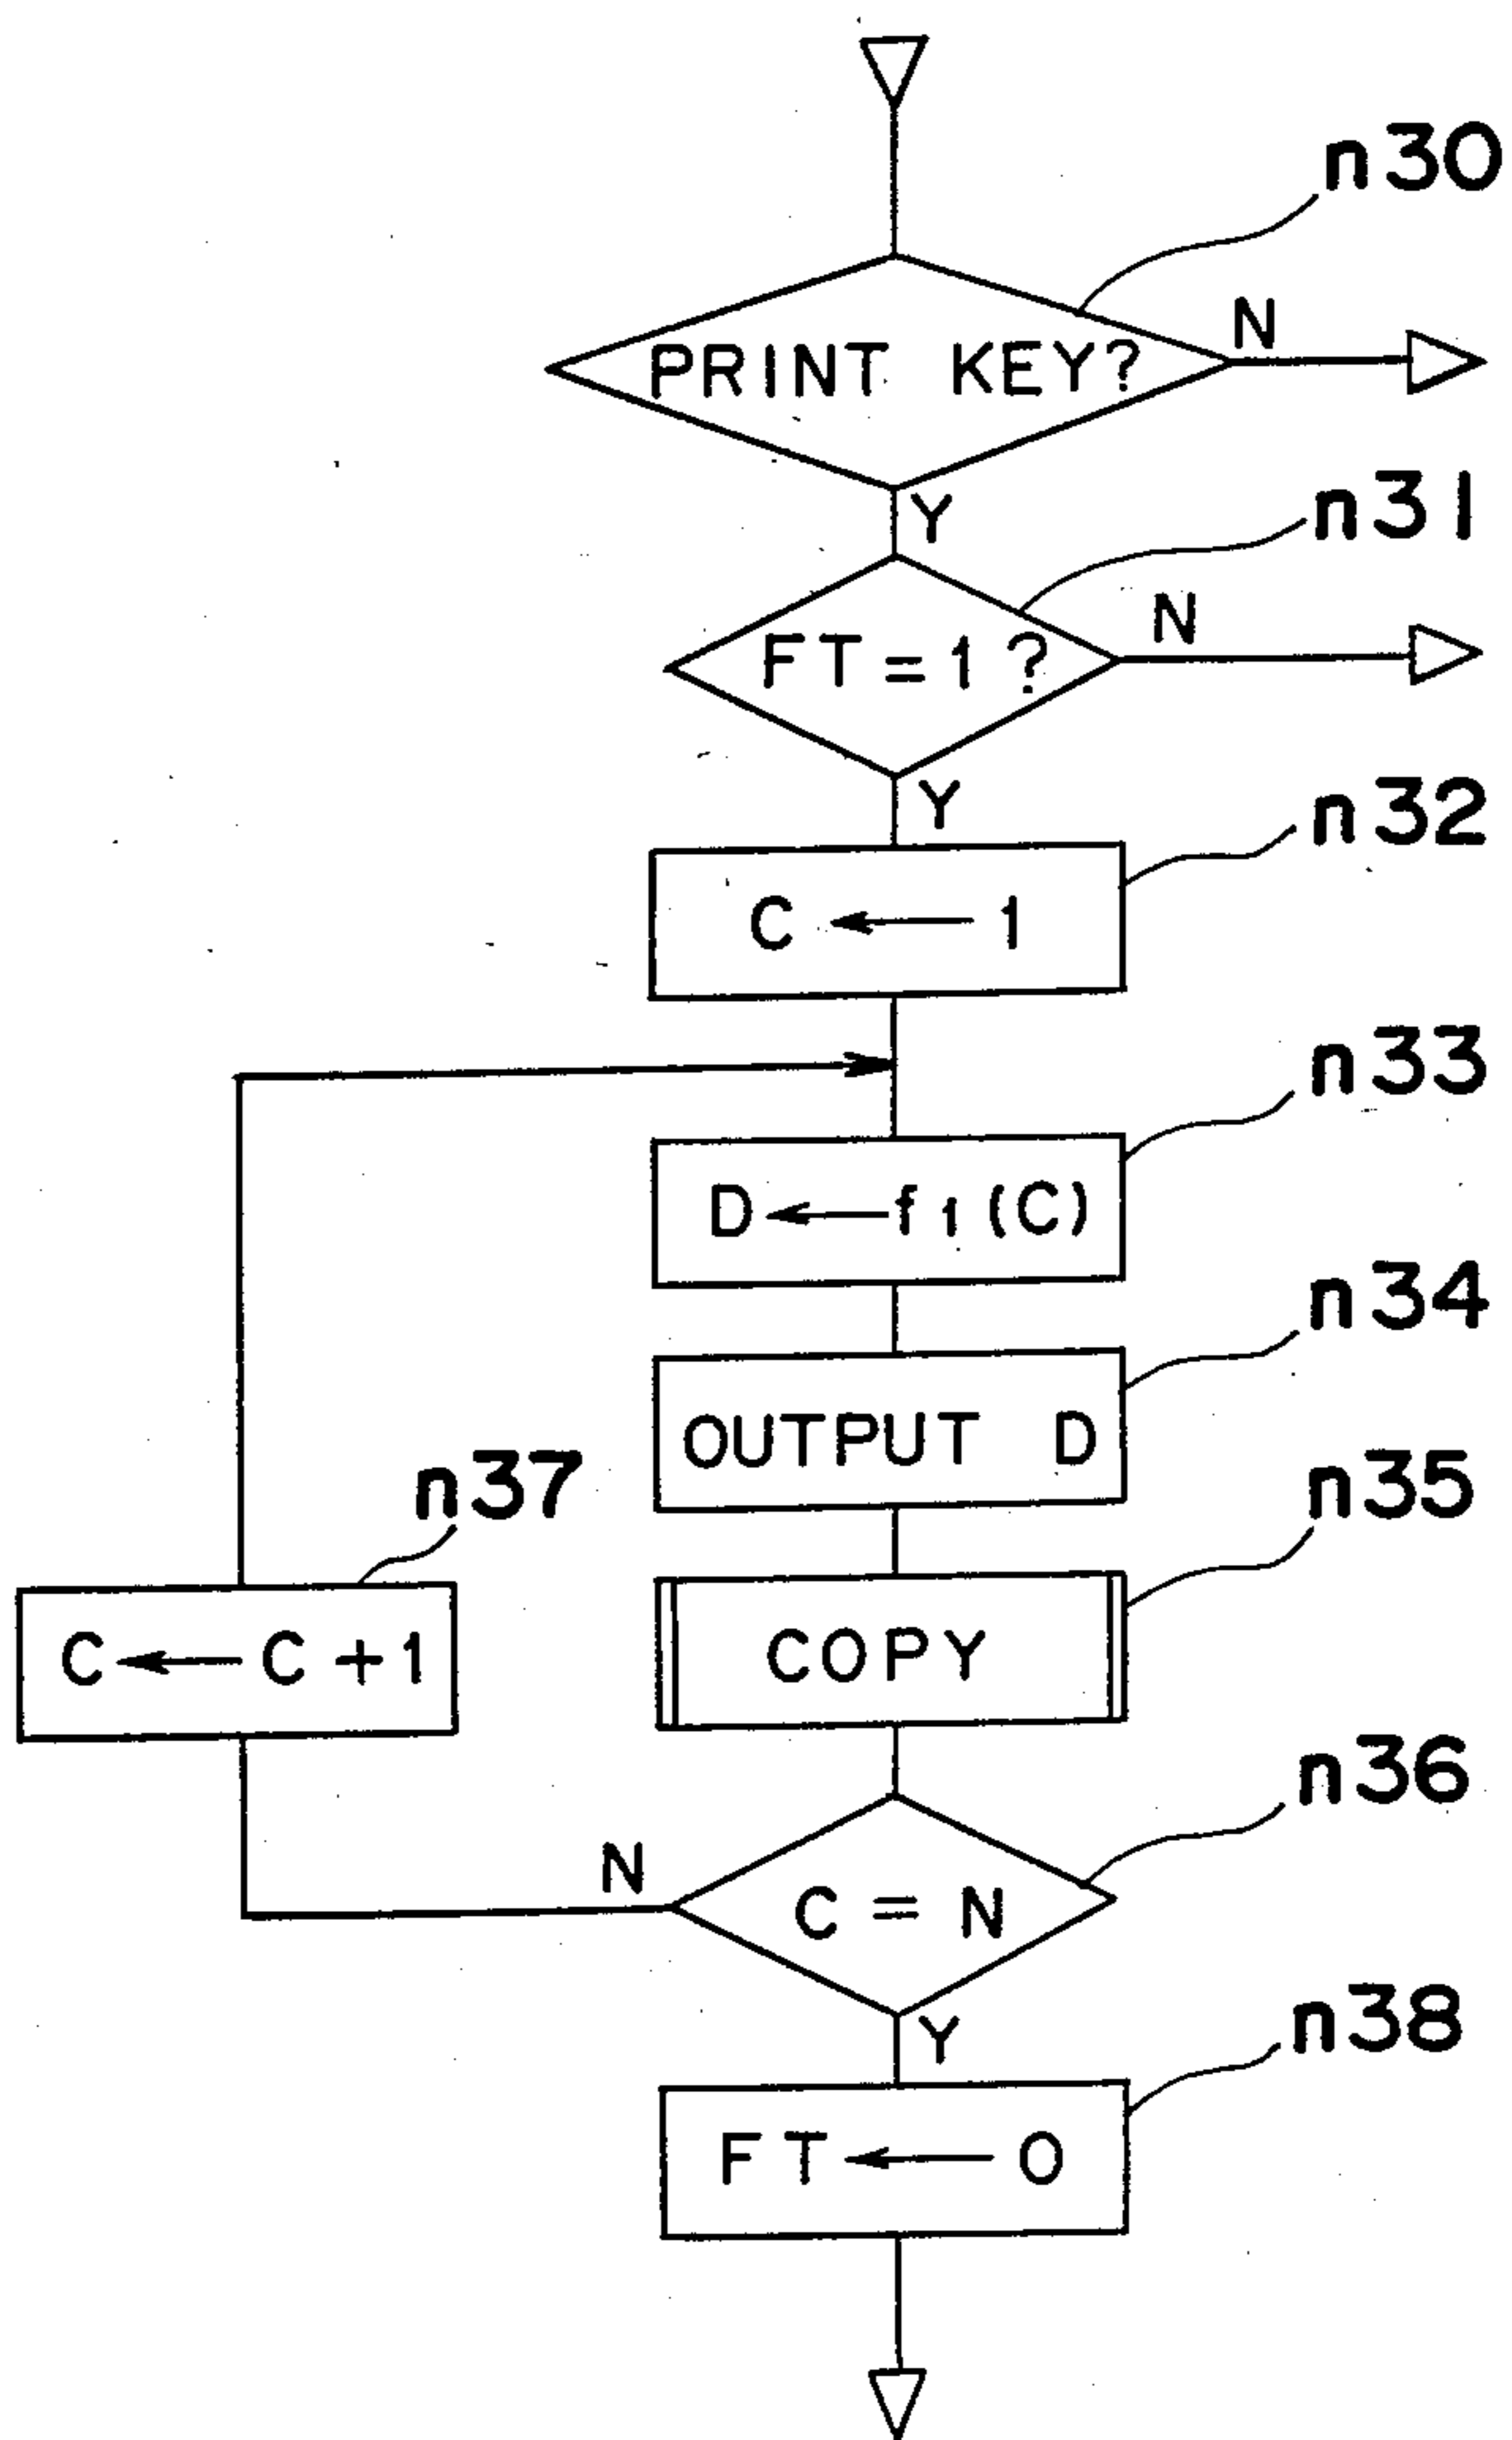 n30
PRINT KEY?
N
Y
n31
FT=1?
N
Y
n32
C ← 1
n33
D ← f1(C)
n34
OUTPUT D
n35
COPY
n37
C ← C+1
n36
C = N
N
Y
n38
FT ← 0